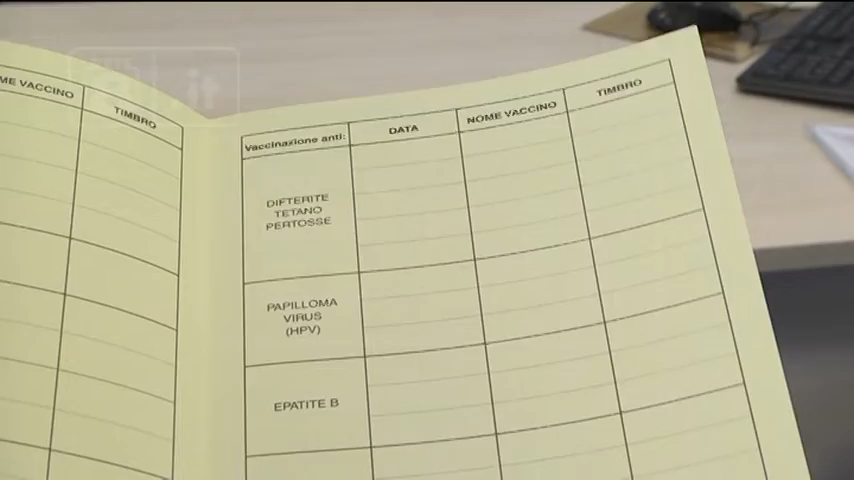 NOME VACCINO TIMBRO
Vaccinazione anti: DATA NOME VACCINO TIMBRO
DIFTERITE
TETANO
PERTOSSE
PAPILLOMA
VIRUS
(HPV)
EPATITE B